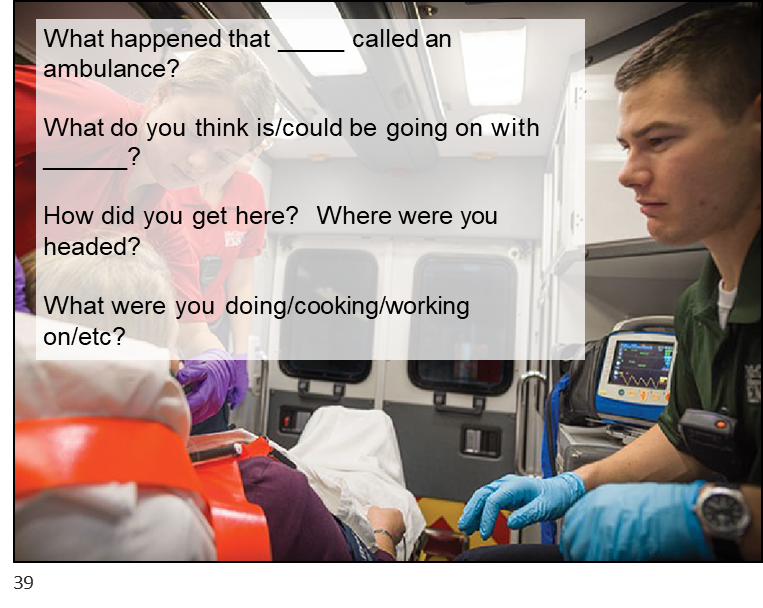 What happened that _____ called an
ambulance?
What do you think is/could be going on with
______?
How did you get here? Where were you
headed?
What were you doing/cooking/working
on/etc?
39